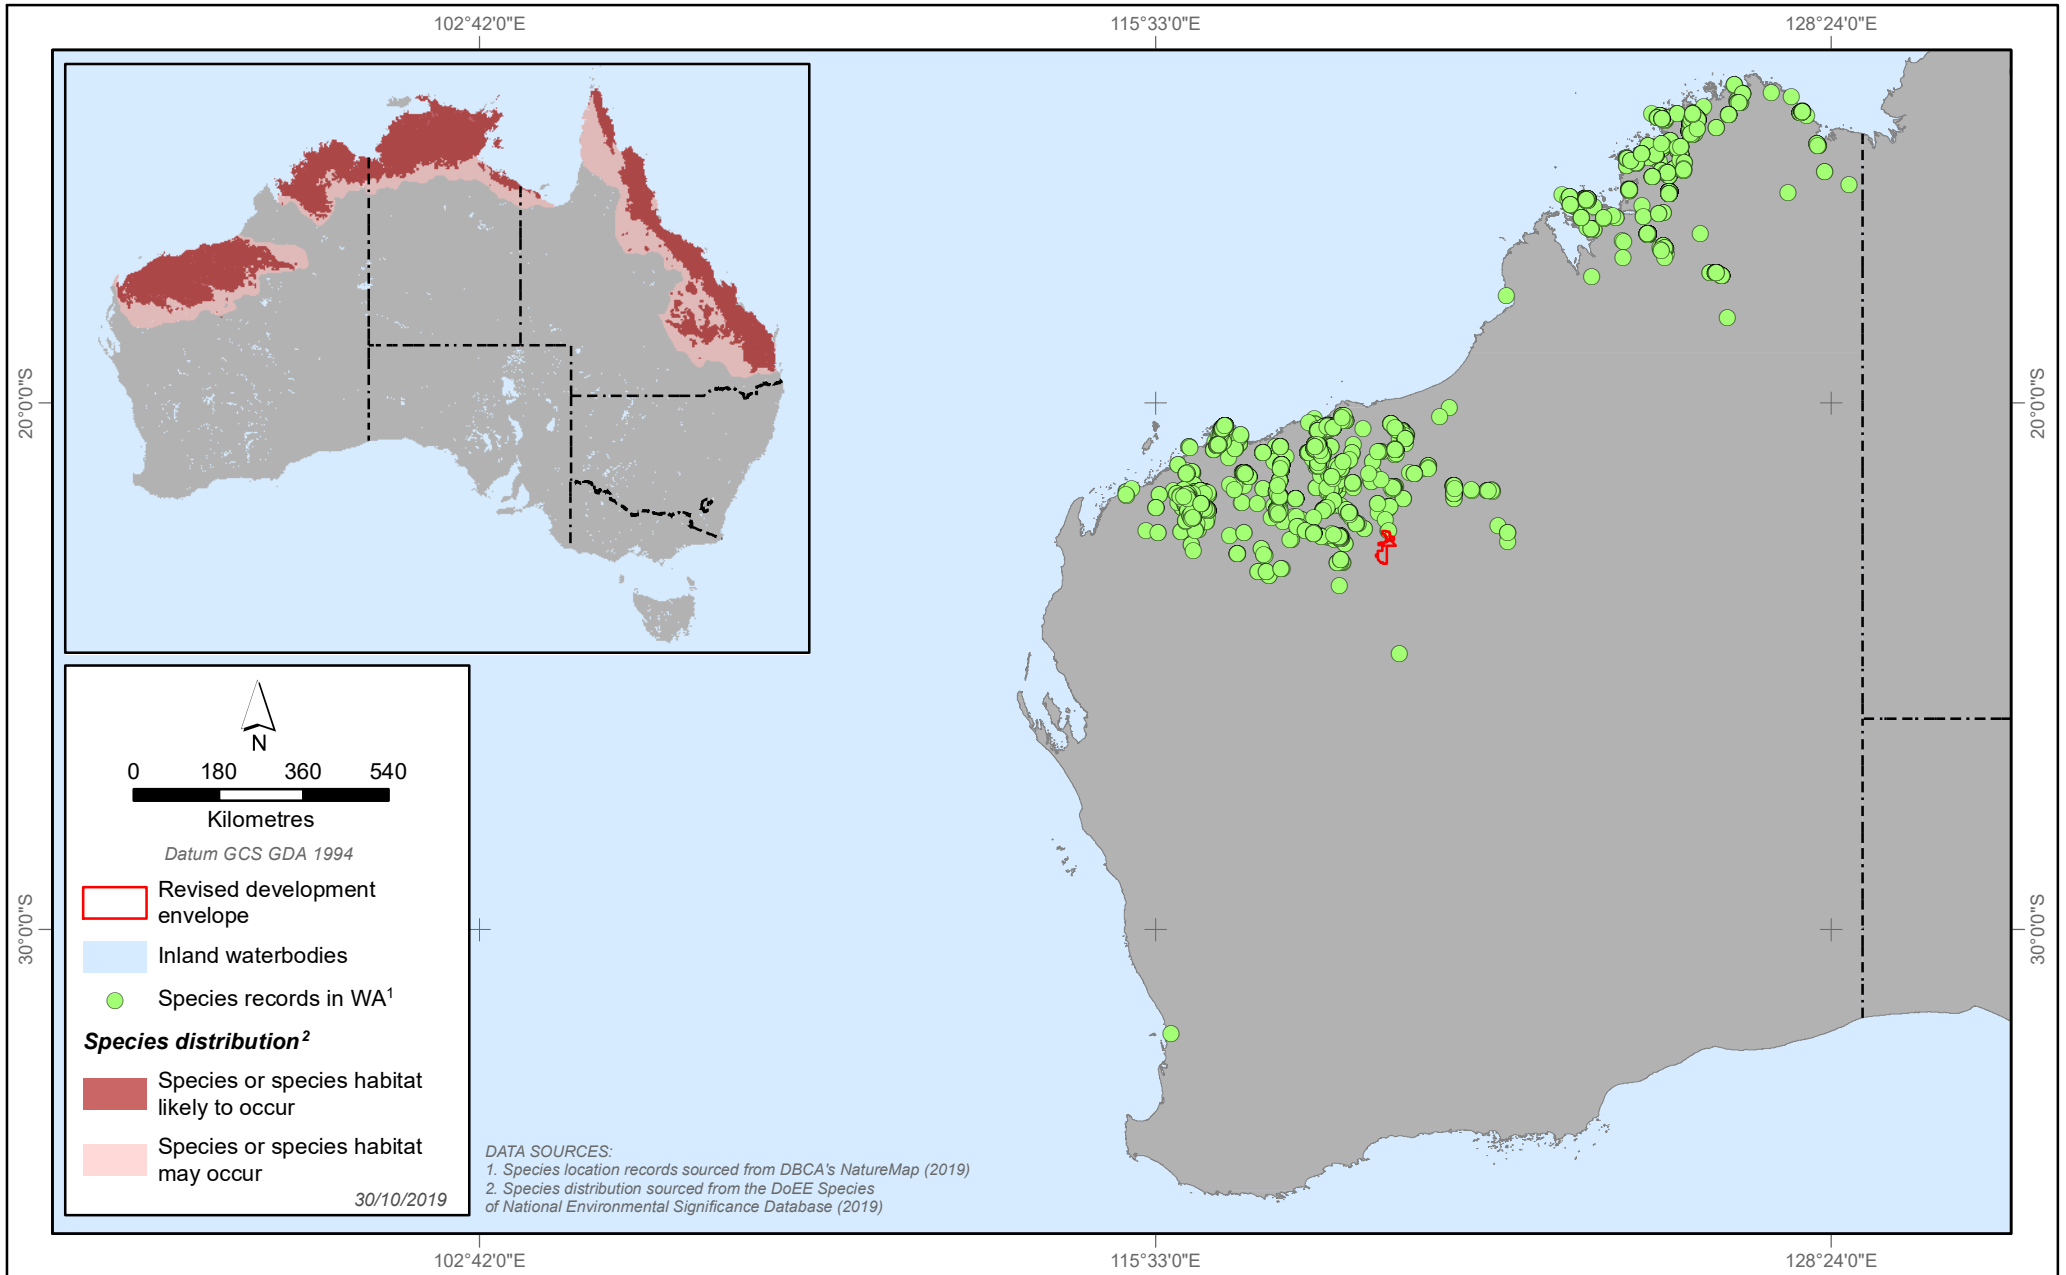 102°42'0"E
115°33'0"E
128°24'0"E
20°0'0"S
20°0'0"S
30°0'0"S
30°0'0"S
N
0 180 360 540
Kilometres
Datum GCS GDA 1994
Revised development
envelope
Inland waterbodies
Species records in WA1
Species distribution2
Species or species habitat
likely to occur
Species or species habitat
may occur
30/10/2019
DATA SOURCES:
1. Species location records sourced from DBCA's NatureMap (2019)
2. Species distribution sourced from the DoEE Species
of National Environmental Significance Database (2019)
102°42'0"E
115°33'0"E
128°24'0"E